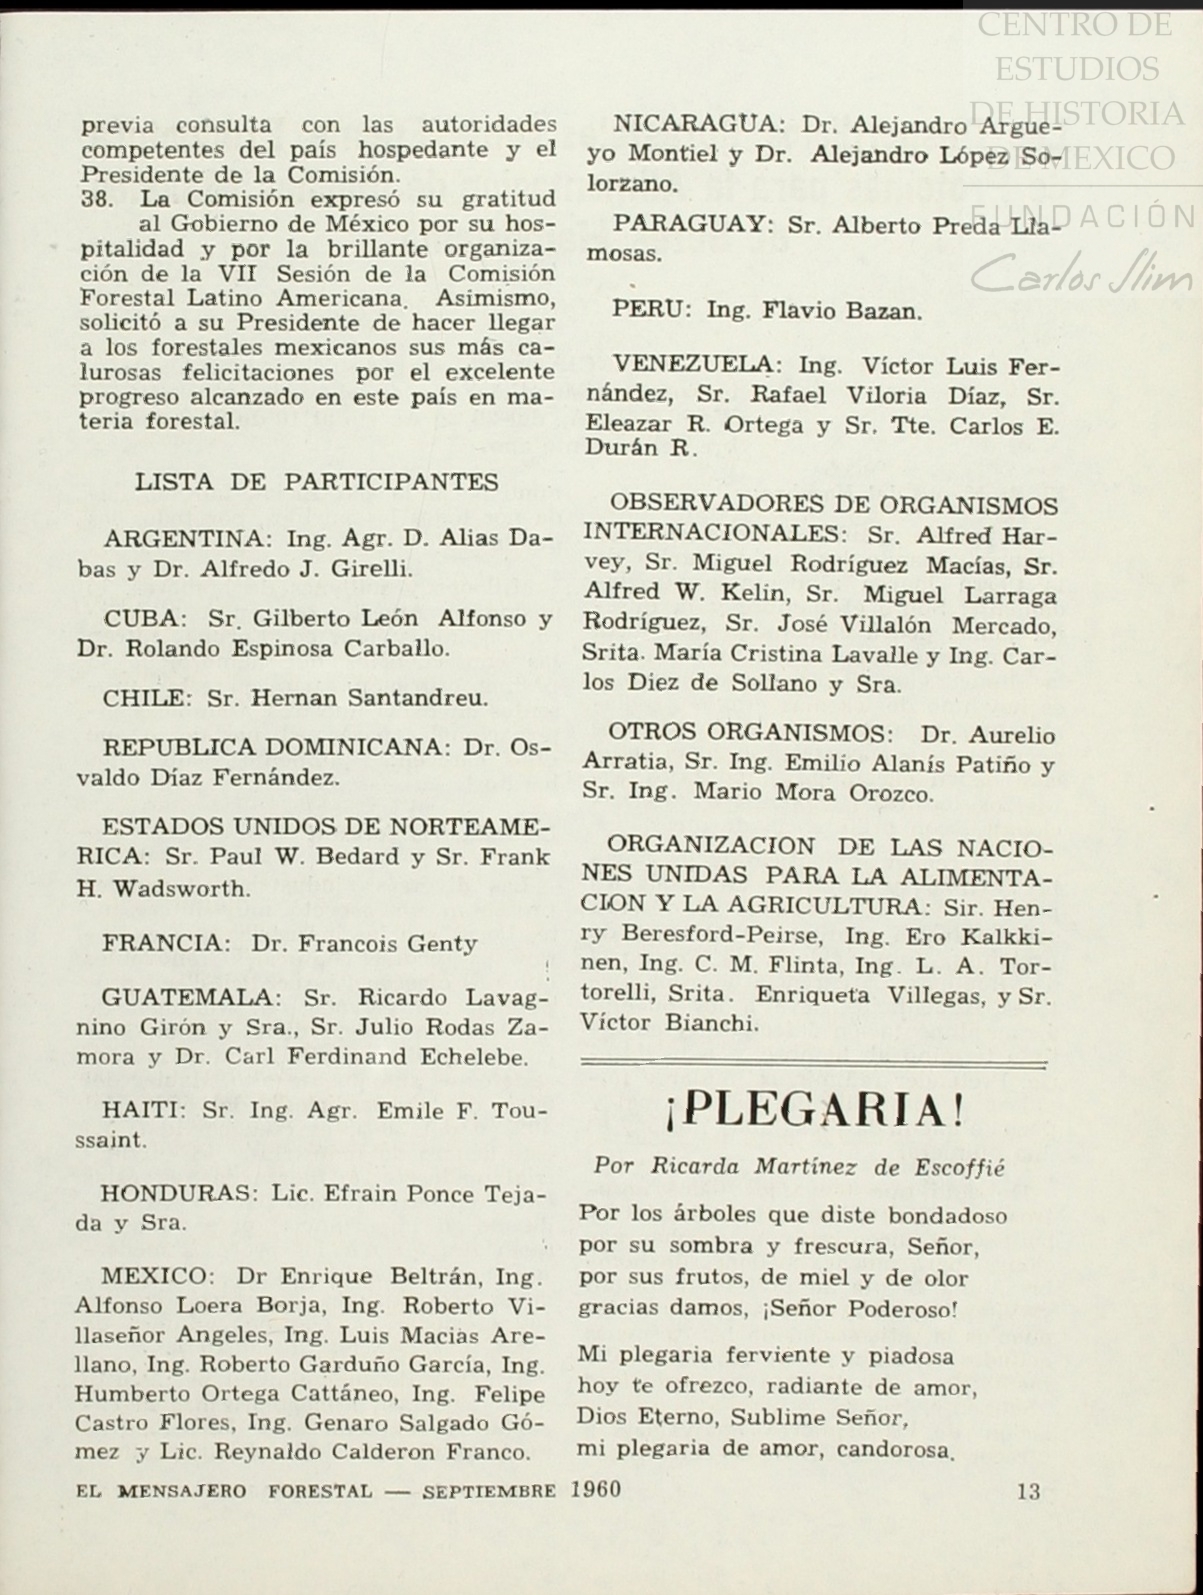 CENTRO DE
ESTUDIOS
DE HISTORIA
DE MEXICO
FUNDACIÓN
Carlos Slim
previa consulta con las autoridades
competentes del país hospedante y el
Presidente de la Comisión.
38. La Comisión expresó su gratitud
al Gobierno de México por su hos-
pitalidad y por la brillante organiza-
ción de la VII Sesión de la Comisión
Forestal Latino Americana. Asimismo,
solicitó a su Presidente de hacer llegar
a los forestales mexicanos sus más ca-
lurosas felicitaciones por el excelente
progreso alcanzado en este país en ma-
teria forestal.
LISTA DE PARTICIPANTES
ARGENTINA: Ing. Agr. D. Alias Da-
bas y Dr. Alfredo J. Girelli.
CUBA: Sr. Gilberto León Alfonso y
Dr. Rolando Espinosa Carballo.
CHILE: Sr. Hernan Santandreu.
REPUBLICA DOMINICANA: Dr. Os-
valdo Díaz Fernández.
ESTADOS UNIDOS DE NORTEAME-
RICA: Sr. Paul W. Bedard y Sr. Frank
H. Wadsworth.
FRANCIA: Dr. Francois Genty
GUATEMALA: Sr. Ricardo Lavag-
nino Girón y Sra., Sr. Julio Rodas Za-
mora y Dr. Carl Ferdinand Echelebe.
HAITI: Sr. Ing. Agr. Emile F. Tou-
ssaint.
HONDURAS: Lic. Efrain Ponce Teja-
da y Sra.
MEXICO: Dr Enrique Beltrán, Ing.
Alfonso Loera Borja, Ing. Roberto Vi-
llaseñor Angeles, Ing. Luis Macias Are-
llano, Ing. Roberto Garduño García, Ing.
Humberto Ortega Cattáneo, Ing. Felipe
Castro Flores, Ing. Genaro Salgado Gó-
mez y Lic. Reynaldo Calderon Franco.
NICARAGUA: Dr. Alejandro Argue-
yo Montiel y Dr. Alejandro López So-
lorzano.
PARAGUAY: Sr. Alberto Preda Lla-
mosas.
PERU: Ing. Flavio Bazan.
VENEZUELA: Ing. Víctor Luis Fer-
nández, Sr. Rafael Viloria Díaz, Sr.
Eleazar R. Ortega y Sr. Tte. Carlos E.
Durán R.
OBSERVADORES DE ORGANISMOS
INTERNACIONALES: Sr. Alfred Har-
vey, Sr. Miguel Rodríguez Macías, Sr.
Alfred W. Kelin, Sr. Miguel Larraga
Rodríguez, Sr. José Villalón Mercado,
Srita. María Cristina Lavalle y Ing. Car-
los Diez de Sollano y Sra.
OTROS ORGANISMOS: Dr. Aurelio
Arratia, Sr. Ing. Emilio Alanís Patiño y
Sr. Ing. Mario Mora Orozco.
ORGANIZACION DE LAS NACIO-
NES UNIDAS PARA LA ALIMENTA-
CION Y LA AGRICULTURA: Sir. Hen-
ry Beresford-Peirse, Ing. Ero Kalkki-
nen, Ing. C. M. Flinta, Ing. L. A. Tor-
torelli, Srita. Enriqueta Villegas, y Sr.
Víctor Bianchi.
¡PLEGARIA!
Por Ricarda Martínez de Escoffié
Por los árboles que diste bondadoso
por su sombra y frescura, Señor,
por sus frutos, de miel y de olor
gracias damos, ¡Señor Poderoso!
Mi plegaria ferviente y piadosa
hoy te ofrezco, radiante de amor,
Dios Eterno, Sublime Señor,
mi plegaria de amor, candorosa.
EL MENSAJERO FORESTAL — SEPTIEMBRE 1960 13